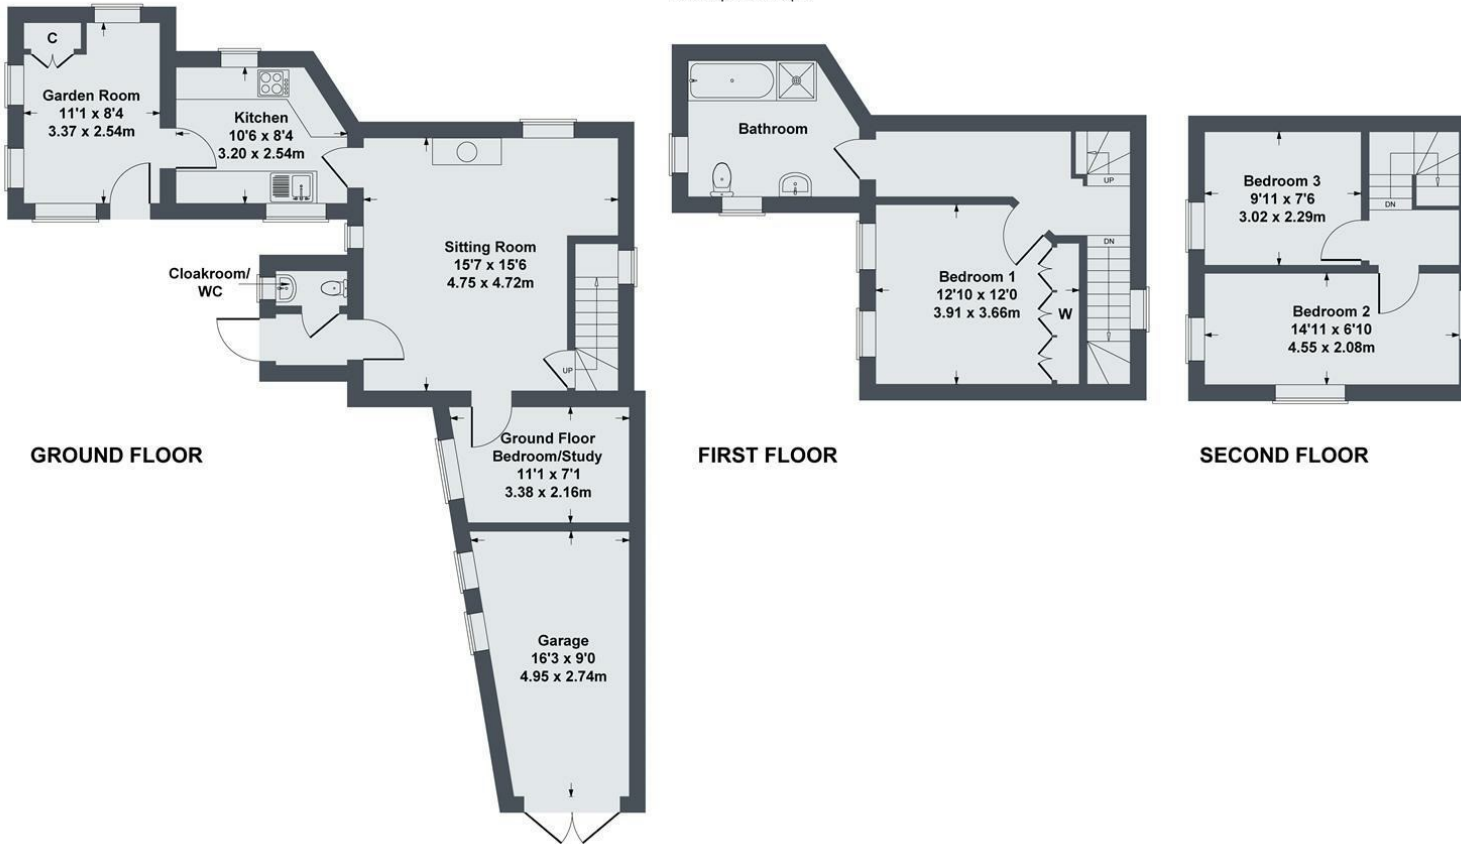 C
Garden Room
11'1 x 8'4
3.37 x 2.54m
Kitchen
10'6 x 8'4
3.20 x 2.54m
Sitting Room
15'7 x 15'6
4.75 x 4.72m
Cloakroom/
WC
UP
Ground Floor
Bedroom/Study
11'1 x 7'1
3.38 x 2.16m
Garage
16'3 x 9'0
4.95 x 2.74m
GROUND FLOOR
Bathroom
UP
DN
Bedroom 1
12'10 x 12'0
3.91 x 3.66m
W
FIRST FLOOR
Bedroom 3
9'11 x 7'6
3.02 x 2.29m
DN
Bedroom 2
14'11 x 6'10
4.55 x 2.08m
SECOND FLOOR